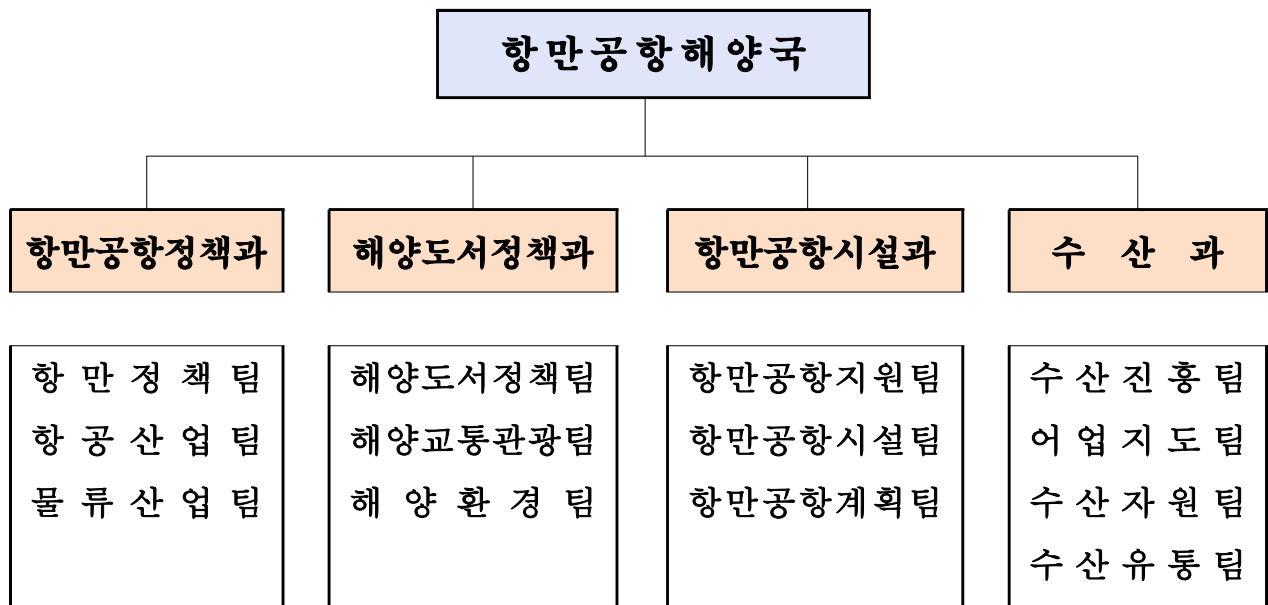 항만공항해양국
항만공항정책과
해양도서정책과
항만공항시설과
수 산 과
항 만 정 책 팀
항 공 산 업 팀
물 류 산 업 팀
해양도서정책팀
해양교통관광팀
해 양 환 경 팀
항만공항지원팀
항만공항시설팀
항만공항계획팀
수 산 진 흥 팀
어 업 지 도 팀
수 산 자 원 팀
수 산 유 통 팀